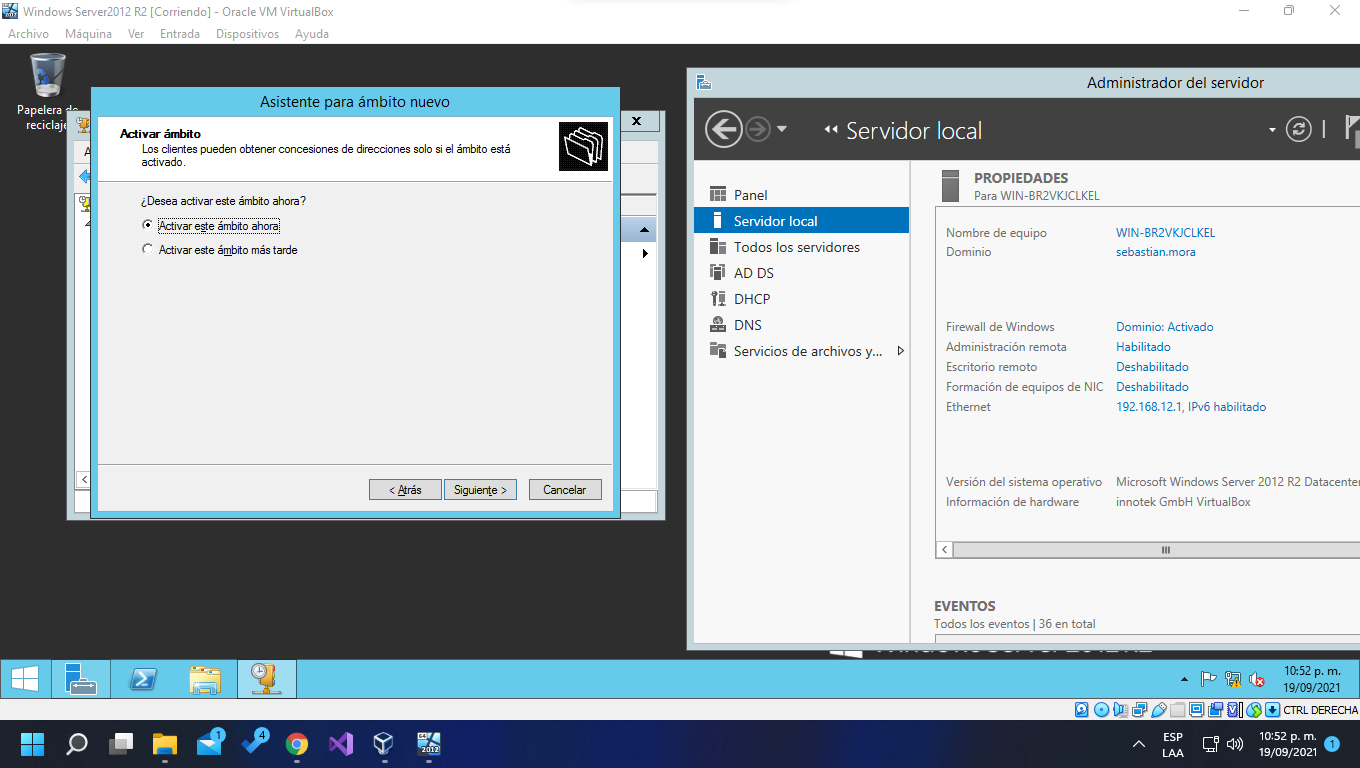 Windows Server2012 R2 [Corriendo] - Oracle VM VirtualBox
Archivo Máquina Ver Entrada Dispositivos Ayuda
Papelera de
reciclaje
Asistente para ámbito nuevo
X
Activar ámbito
Los clientes pueden obtener concesiones de direcciones solo si el ámbito está
activado.
¿Desea activar este ámbito ahora?
Activar este ámbito ahora
Activar este ámbito más tarde
< Atrás
Siguiente >
Cancelar
Administrador del servidor
Servidor local
Panel
Servidor local
Todos los servidores
AD DS
DHCP
DNS
Servicios de archivos y...
PROPIEDADES
Para WIN-BR2VKJCLKEL
Nombre de equipo WIN-BR2VKJCLKEL
Dominio sebastian.mora
Firewall de Windows Dominio: Activado
Administración remota Habilitado
Escritorio remoto Deshabilitado
Formación de equipos de NIC Deshabilitado
Ethernet 192.168.12.1, IPv6 habilitado
Versión del sistema operativo Microsoft Windows Server 2012 R2 Datacenter
Información de hardware innotek GmbH VirtualBox
EVENTOS
Todos los eventos | 36 en total
10:52 p. m.
19/09/2021
CTRL DERECHA
1
4
2012
ESP
LAA
10:52 p. m.
19/09/2021
1